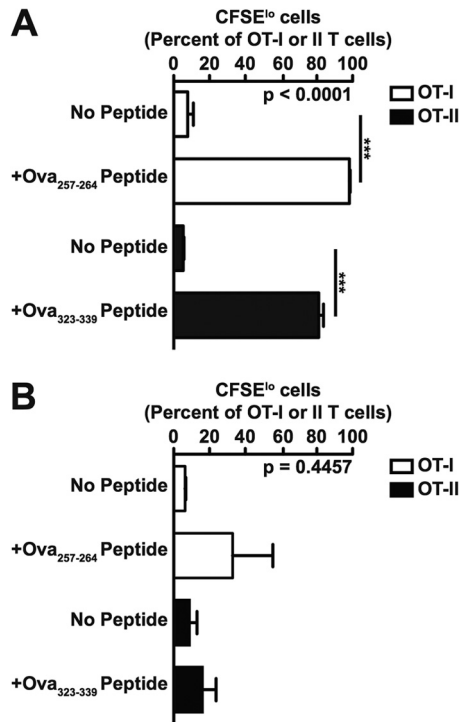 A
CFSEˡᵒ cells
(Percent of OT-I or II T cells)
0 20 40 60 80 100
p < 0.0001
OT-I
OT-II
No Peptide
+Ova₂₅₇₋₂₆₄ Peptide
***
No Peptide
+Ova₃₂₃₋₃₃₉ Peptide
***
B
CFSEˡᵒ cells
(Percent of OT-I or II T cells)
0 20 40 60 80 100
p = 0.4457
OT-I
OT-II
No Peptide
+Ova₂₅₇₋₂₆₄ Peptide
No Peptide
+Ova₃₂₃₋₃₃₉ Peptide